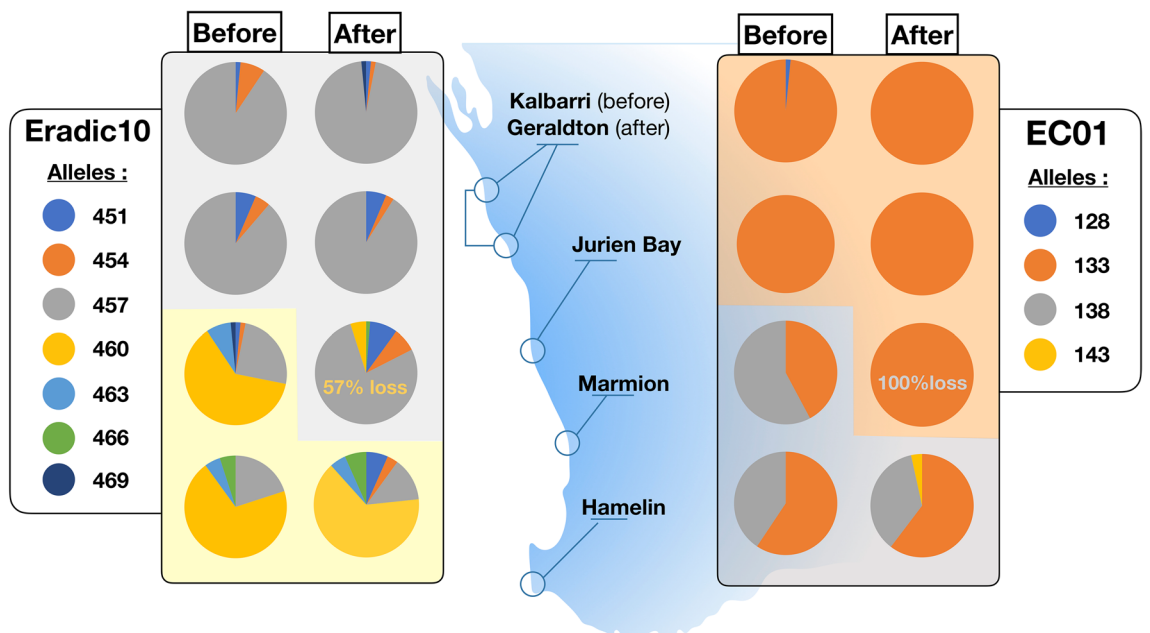 Before
After
Before
After
Kalbarri (before)
Geraldton (after)
Eradic10
Alleles :
451
454
457
460
463
466
469
EC01
Alleles :
128
133
138
143
Jurien Bay
57% loss
Marmion
100%loss
Hamelin